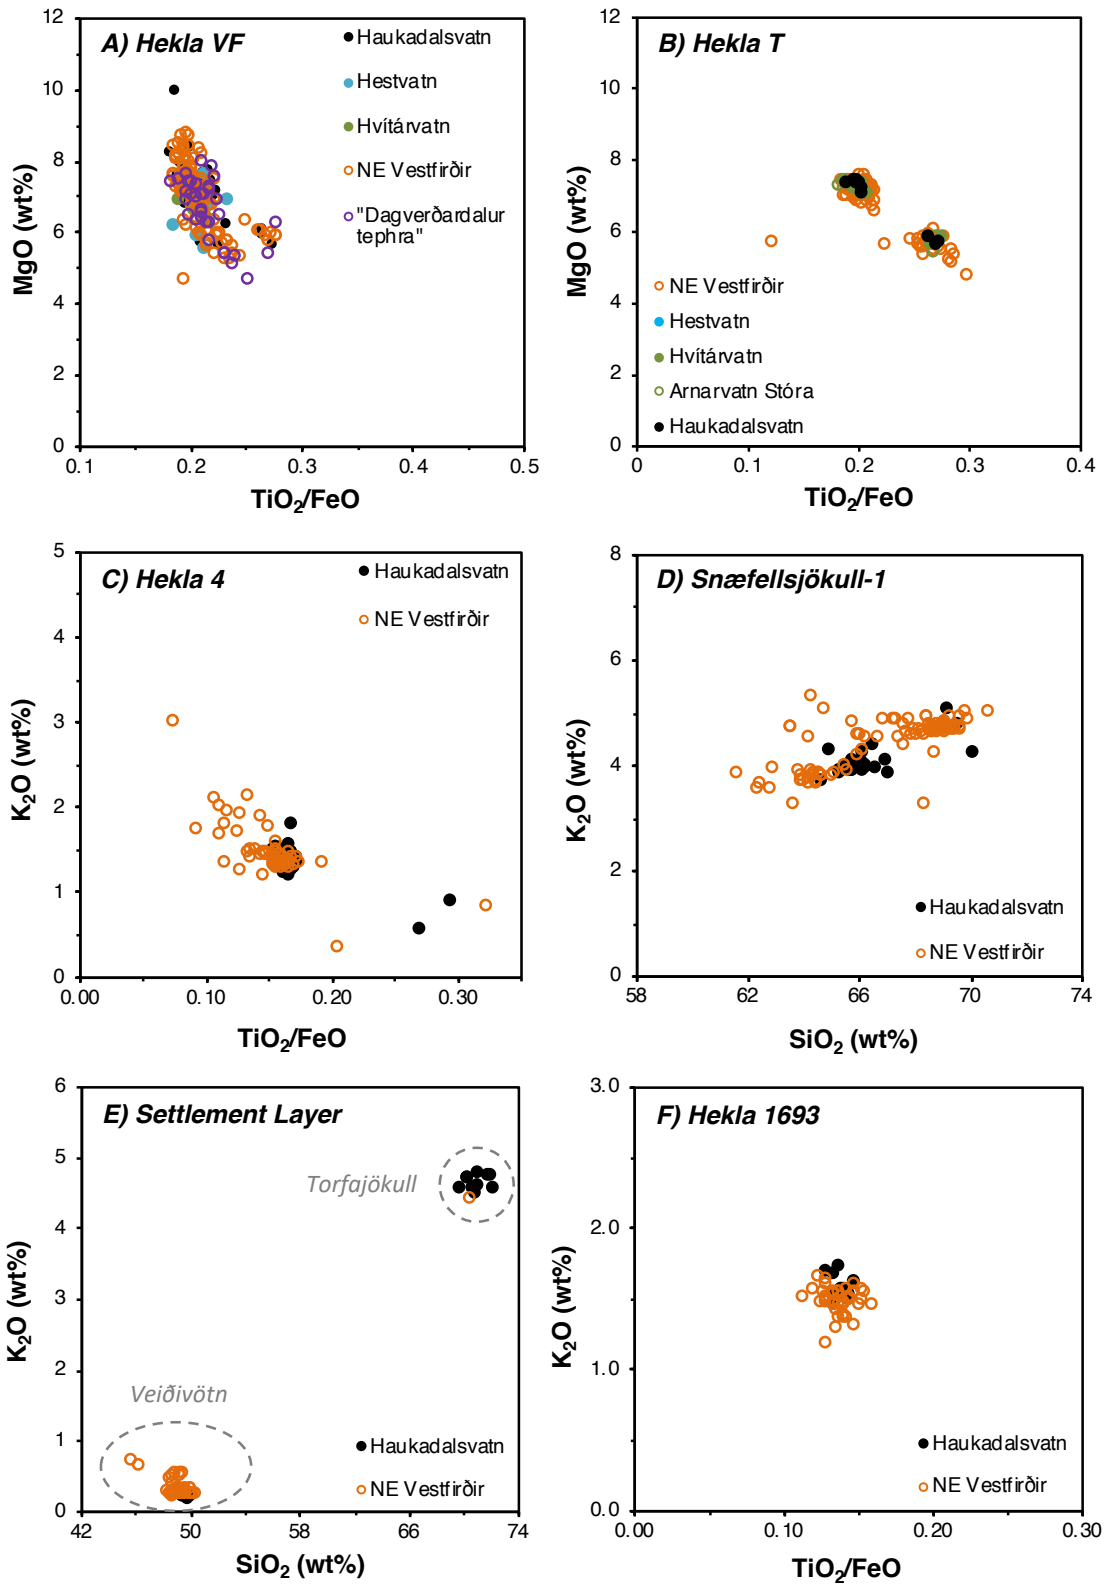 A) Hekla VF
Haukadalsvatn
Hestvatn
Hvítárvatn
NE Vestfirðir
"Dagverðardalur
tephra"
12
10
8
6
4
2
0
MgO (wt%)
0.1
0.2
0.3
0.4
0.5
TiO2/FeO
B) Hekla T
NE Vestfirðir
Hestvatn
Hvítárvatn
Arnarvatn Stóra
Haukadalsvatn
12
10
8
6
4
2
0
MgO (wt%)
0
0.1
0.2
0.3
0.4
TiO2/FeO
C) Hekla 4
Haukadalsvatn
NE Vestfirðir
5
4
3
2
1
0
K2O (wt%)
0.00
0.10
0.20
0.30
TiO2/FeO
D) Snæfellsjökull-1
Haukadalsvatn
NE Vestfirðir
8
6
4
2
0
K2O (wt%)
58
62
66
70
74
SiO2 (wt%)
E) Settlement Layer
Torfajökull
Veiðivötn
Haukadalsvatn
NE Vestfirðir
6
5
4
3
2
1
0
K2O (wt%)
42
50
58
66
74
SiO2 (wt%)
F) Hekla 1693
Haukadalsvatn
NE Vestfirðir
3.0
2.0
1.0
0.0
K2O (wt%)
0.00
0.10
0.20
0.30
TiO2/FeO